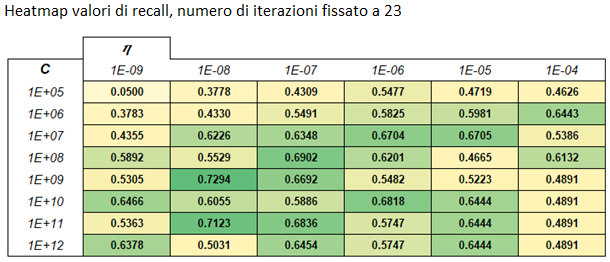 Heatmap valori di recall, numero di iterazioni fissato a 23
η
C 1E-09 1E-08 1E-07 1E-06 1E-05 1E-04
1E+05 0.0500 0.3778 0.4309 0.5477 0.4719 0.4626
1E+06 0.3783 0.4330 0.5491 0.5825 0.5981 0.6443
1E+07 0.4355 0.6226 0.6348 0.6704 0.6705 0.5386
1E+08 0.5892 0.5529 0.6902 0.6201 0.4665 0.6132
1E+09 0.5305 0.7294 0.6692 0.5482 0.5223 0.4891
1E+10 0.6466 0.6055 0.5886 0.6818 0.6444 0.4891
1E+11 0.5363 0.7123 0.6836 0.5747 0.6444 0.4891
1E+12 0.6378 0.5031 0.6454 0.5747 0.6444 0.4891